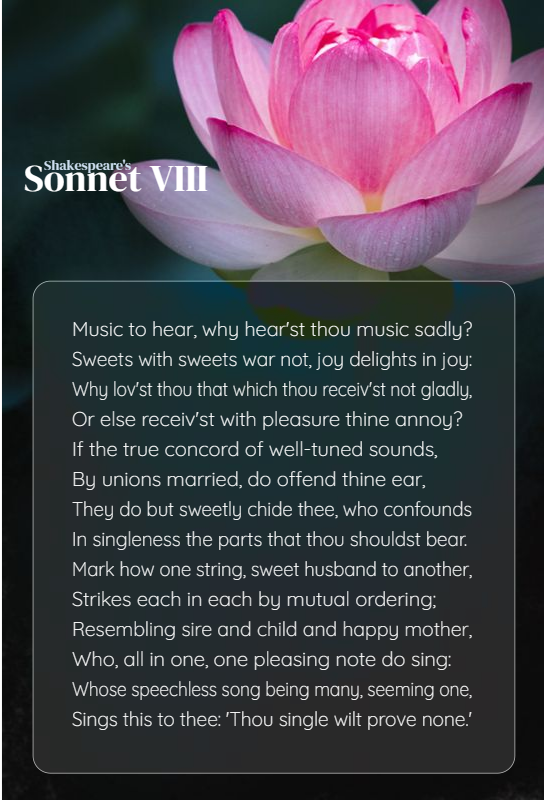 Shakespeare's
Sonnet VIII
Music to hear, why hear'st thou music sadly?
Sweets with sweets war not, joy delights in joy:
Why lov'st thou that which thou receiv'st not gladly,
Or else receiv'st with pleasure thine annoy?
If the true concord of well-tuned sounds,
By unions married, do offend thine ear,
They do but sweetly chide thee, who confounds
In singleness the parts that thou shouldst bear.
Mark how one string, sweet husband to another,
Strikes each in each by mutual ordering;
Resembling sire and child and happy mother,
Who, all in one, one pleasing note do sing:
Whose speechless song being many, seeming one,
Sings this to thee: 'Thou single wilt prove none.'